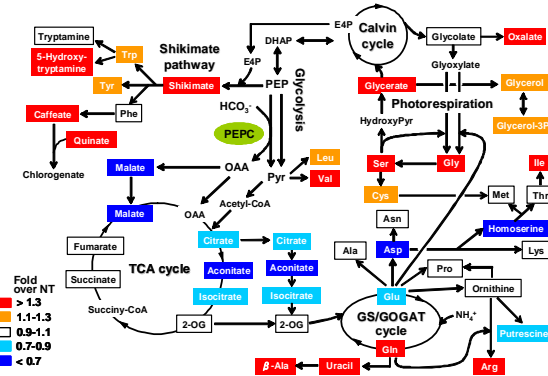 E4P
Calvin
cycle
Glycolate
Oxalate
Tryptamine
5-Hydroxy-
tryptamine
Trp
Shikimate
pathway
DHAP
E4P
Glyoxylate
Tyr
Shikimate
PEP
Glycolysis
Glycerate
Glycerol
Photorespiration
Caffeate
Phe
HCO3-
HydroxyPyr
Glycerol-3P
Quinate
PEPC
Chlorogenate
Malate
OAA
Pyr
Leu
Val
Ser
Gly
Ile
Cys
Met
Thr
Malate
OAA
Acetyl-CoA
Asn
Homoserine
Fumarate
Citrate
Citrate
Ala
Asp
Lys
TCA cycle
Aconitate
Aconitate
Pro
Succinate
Isocitrate
Isocitrate
Glu
Ornithine
Succiny-CoA
2-OG
2-OG
GS/GOGAT
cycle
NH4+
Putrescine
Gln
β-Ala
Uracil
Arg
Fold
over NT
> 1.3
1.1-1.3
0.9-1.1
0.7-0.9
< 0.7